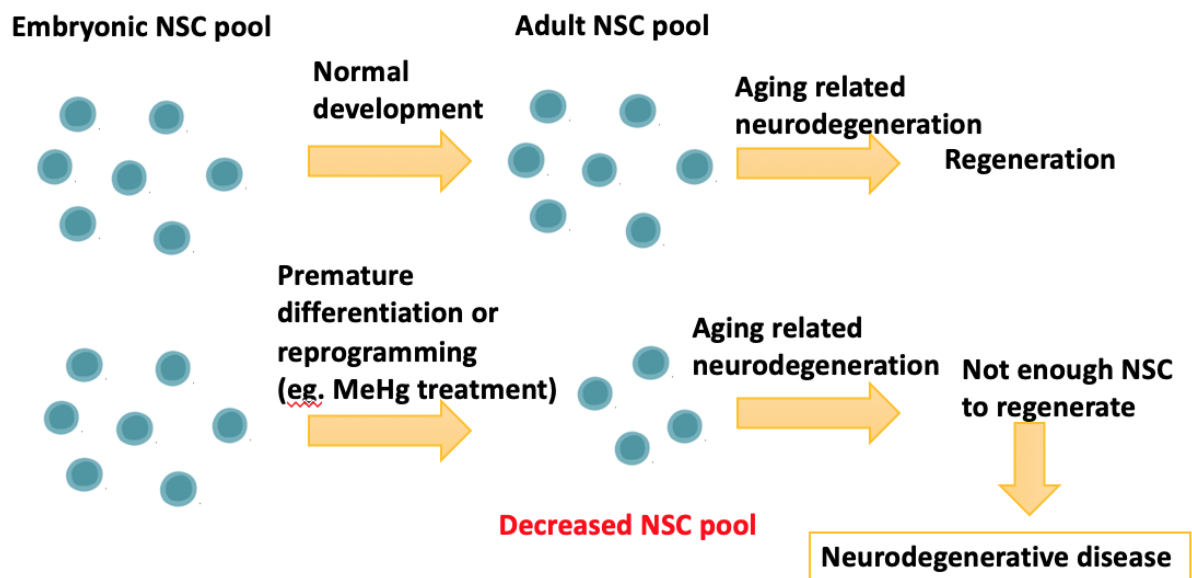 Embryonic NSC pool
Adult NSC pool
Normal
development
Aging related
neurodegeneration
Regeneration
Premature
differentiation or
reprogramming
(eg. MeHg treatment)
Aging related
neurodegeneration
Not enough NSC
to regenerate
Decreased NSC pool
Neurodegenerative disease